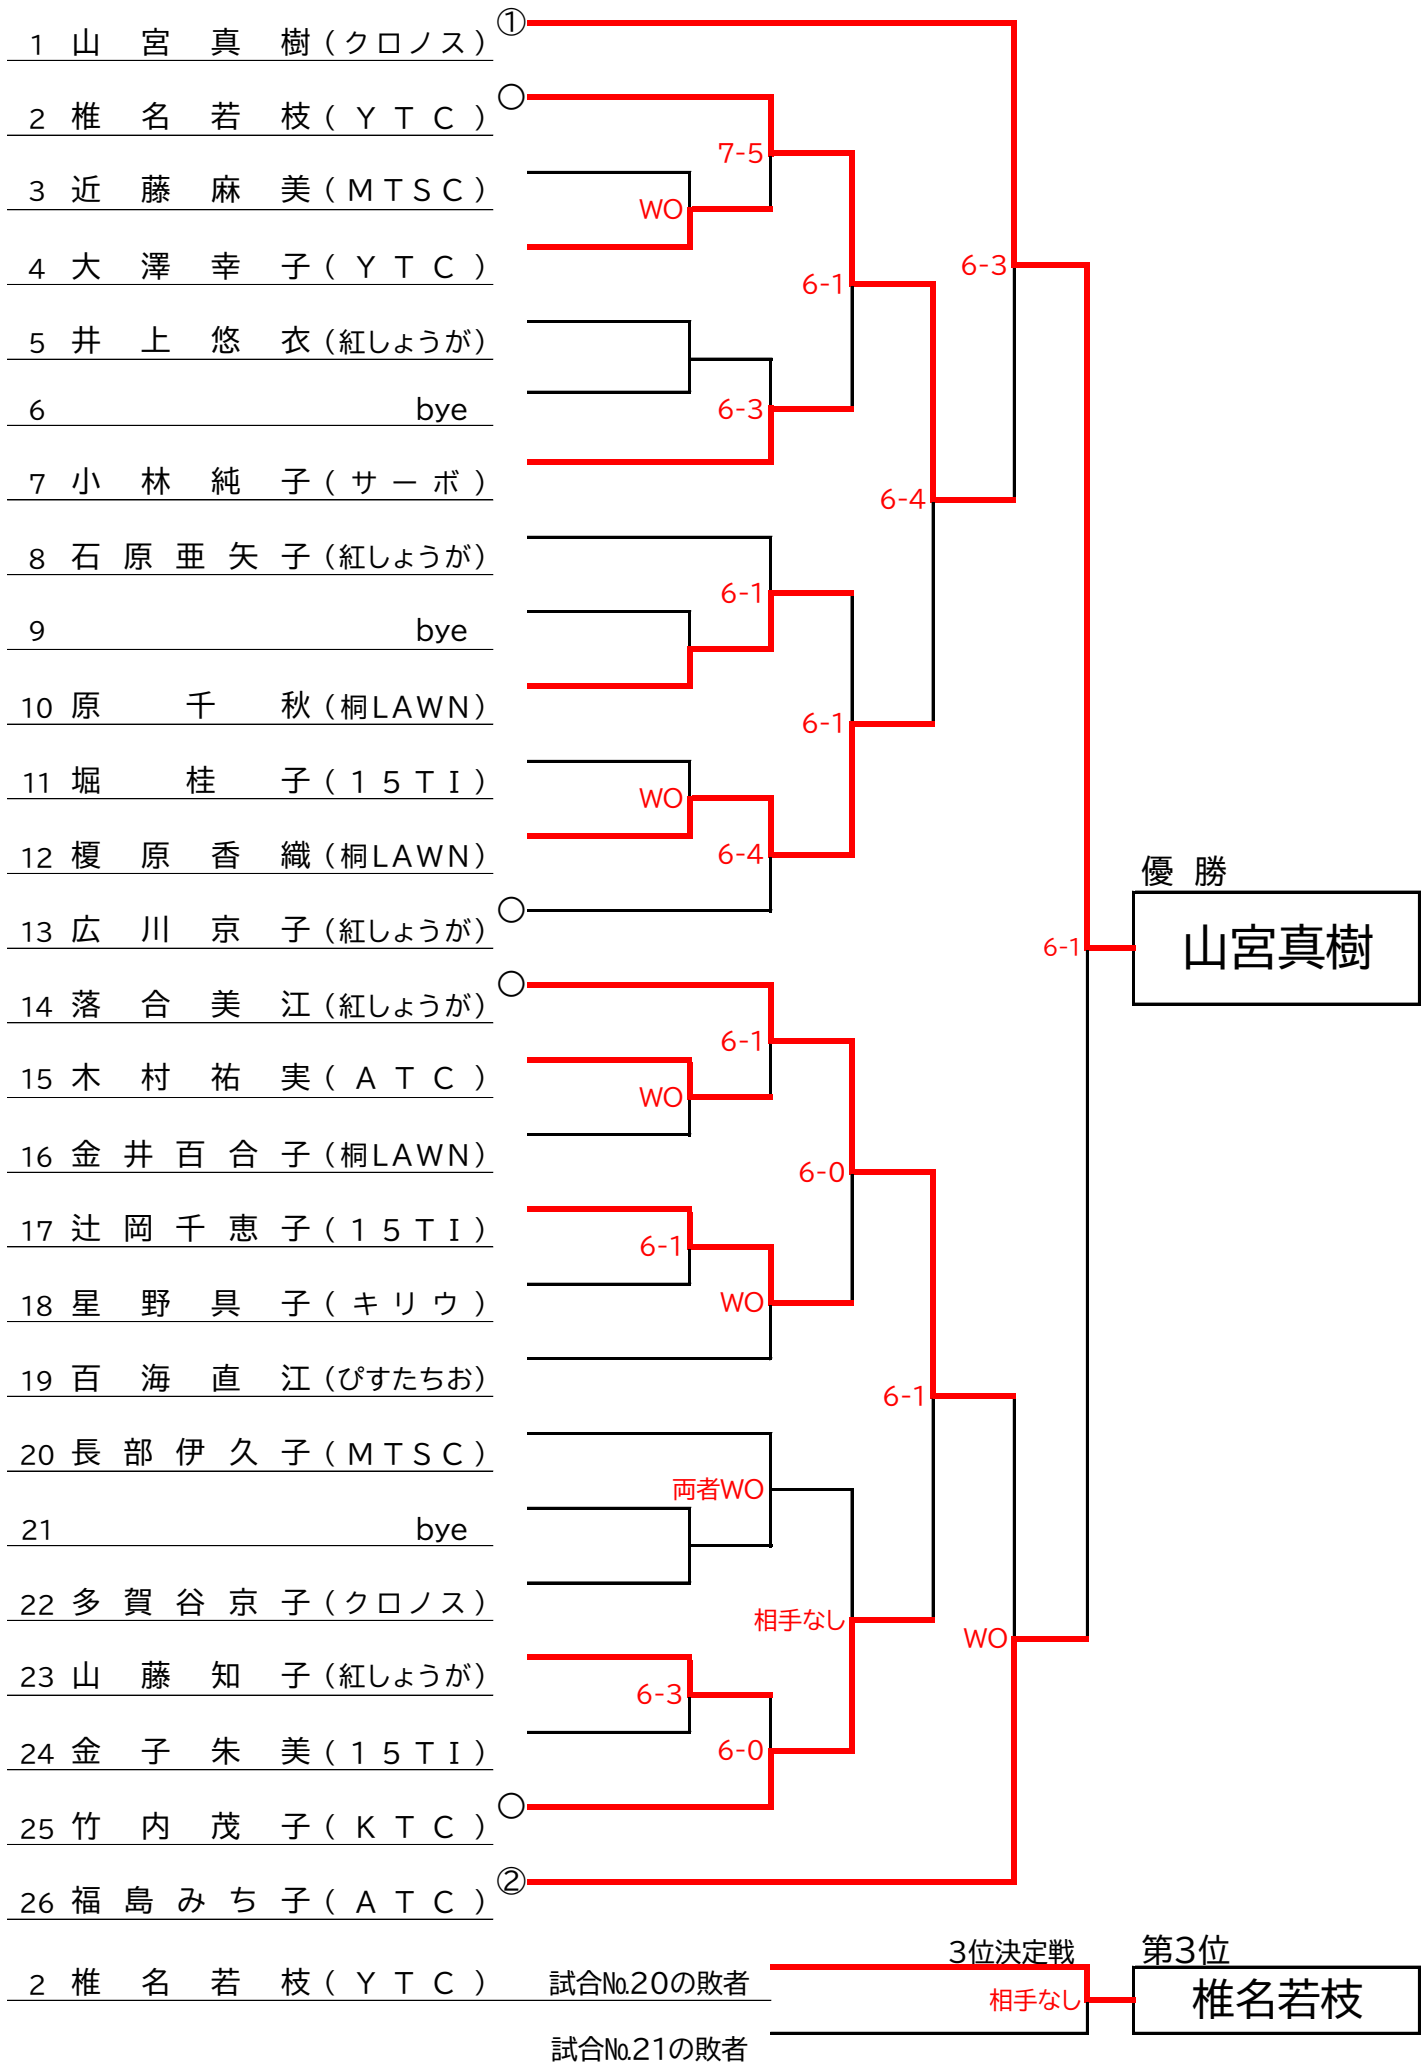 1 山宮真樹(クロノス) ①
2 椎名若枝(YTC) ○
7-5
3 近藤麻美(MTSC)
WO
4 大澤幸子(YTC)
6-3
6-1
5 井上悠衣(紅しょうが)
6 bye
6-3
7 小林純子(サーボ)
6-4
8 石原亜矢子(紅しょうが)
6-1
9 bye
10 原千秋(桐LAWN)
6-1
11 堀桂子(15TI)
WO
12 榎原香織(桐LAWN)
6-4
優勝
13 広川京子(紅しょうが) ○
6-1
山宮真樹
14 落合美江(紅しょうが) ○
6-1
15 木村祐実(ATC)
WO
16 金井百合子(桐LAWN)
6-0
17 辻岡千恵子(15TI)
6-1
18 星野具子(キリウ)
WO
19 百海直江(ぴすたちお)
6-1
20 長部伊久子(MTSC)
両者WO
21 bye
22 多賀谷京子(クロノス)
相手なし
WO
23 山藤知子(紅しょうが)
6-3
24 金子朱美(15TI)
6-0
25 竹内茂子(KTC) ○
26 福島みち子(ATC) ②
3位決定戦 第3位
2 椎名若枝(YTC) 試合№20の敗者
相手なし
椎名若枝
試合№21の敗者